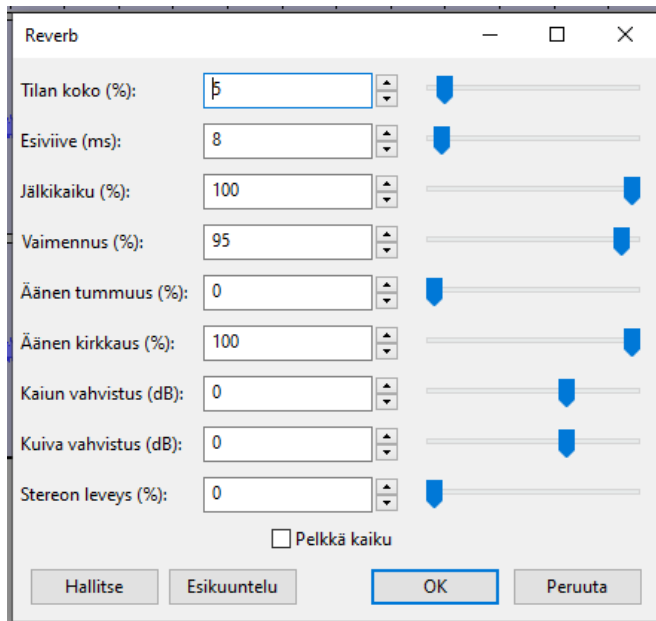 Reverb
Tilan koko (%): 5
Esiviive (ms): 8
Jälkikaiku (%): 100
Vaimennus (%): 95
Äänen tummuus (%): 0
Äänen kirkkaus (%): 100
Kaiun vahvistus (dB): 0
Kuiva vahvistus (dB): 0
Stereon leveys (%): 0
Pelkkä kaiku
Hallitse Esikuuntelu OK Peruuta